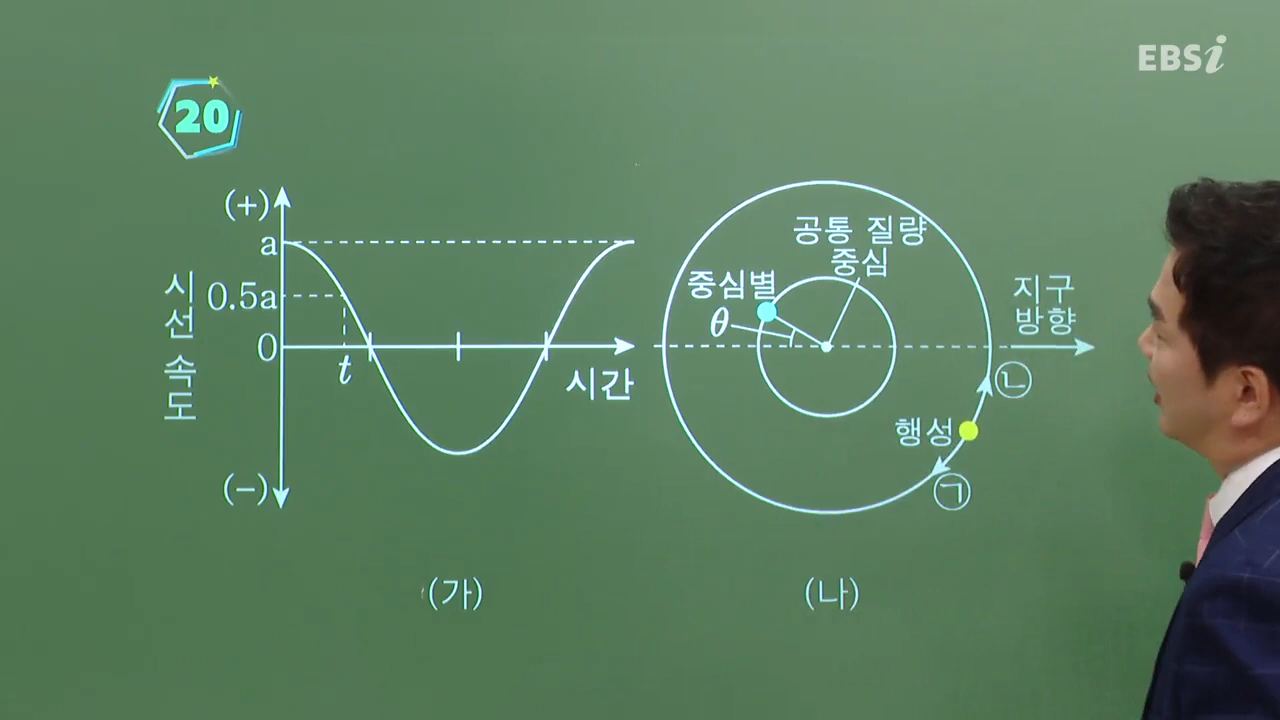 EBSi
20
(+)
a
0.5a
0
(-)
시선 속도
t
시간
(가)
공통 질량
중심
중심별
θ
지구
방향
㉡
행성
㉠
(나)